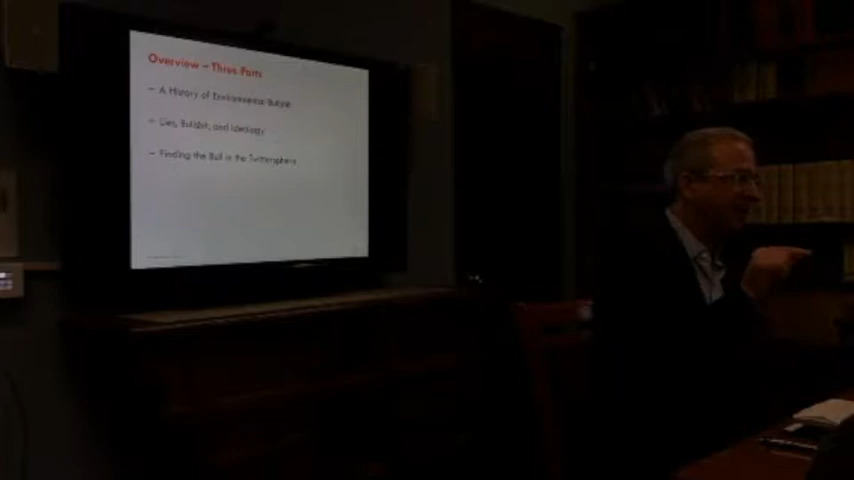 Overview – Three Parts
– A History of Environmental Bullshit
– Lies, Bullshit, and Ideology
– Finding the Bull in the Twittersphere